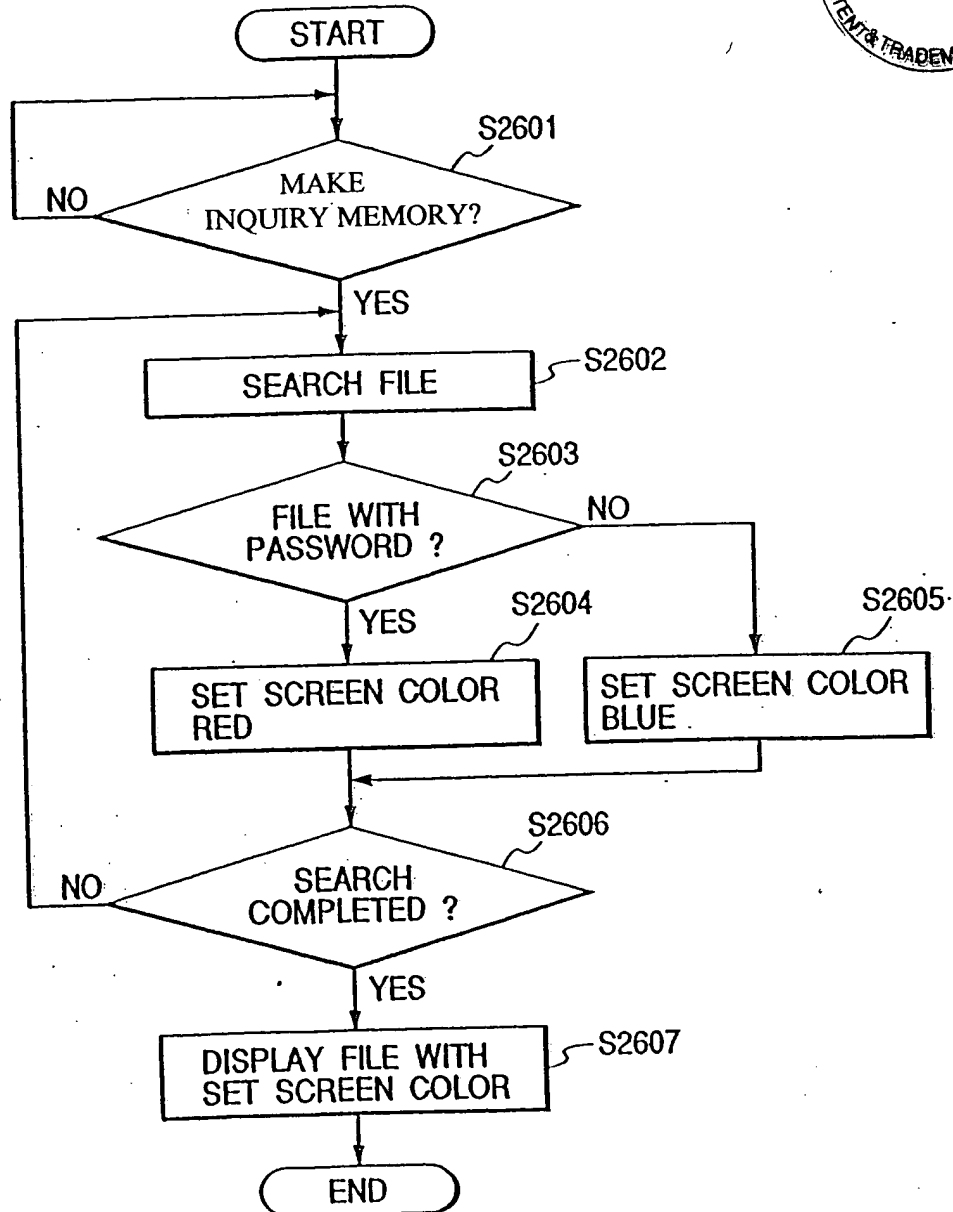 START
S2601
MAKE
INQUIRY MEMORY?
NO
YES
S2602
SEARCH FILE
S2603
FILE WITH
PASSWORD ?
NO
YES
S2604
S2605
SET SCREEN COLOR
RED
SET SCREEN COLOR
BLUE
S2606
SEARCH
COMPLETED ?
NO
YES
S2607
DISPLAY FILE WITH
SET SCREEN COLOR
END